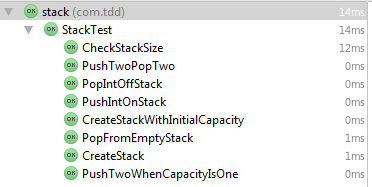 stack (com.tdd) 14ms
OK StackTest 14ms
OK CheckStackSize 12ms
OK PushTwoPopTwo 0ms
OK PopIntOffStack 0ms
OK PushIntOnStack 0ms
OK CreateStackWithInitialCapacity 0ms
OK PopFromEmptyStack 1ms
OK CreateStack 1ms
OK PushTwoWhenCapacityIsOne 0ms